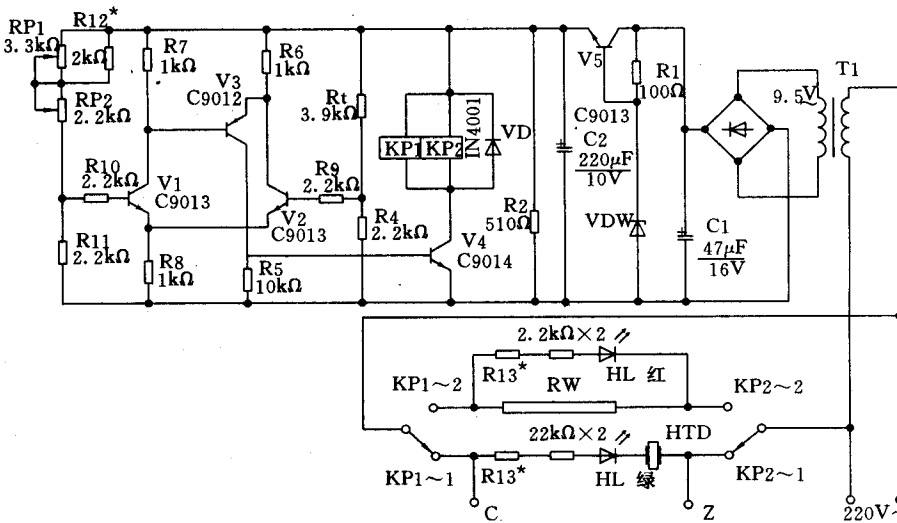 RP1
3.3kΩ
R12*
2kΩ
RP2
2.2kΩ
R7
1kΩ
V3
C9012
R6
1kΩ
Rt
3.9kΩ
KP1
KP2
IN4001
VD
V5
C9013
R1
100Ω
T1
9.5V
~
C2
220μF
10V
R10
2.2kΩ
V1
C9013
V2
C9013
R9
2.2kΩ
R4
2.2kΩ
R2
510Ω
VDW
C1
47μF
16V
R11
2.2kΩ
R8
1kΩ
R5
10kΩ
V4
C9014
2.2kΩ×2
R13*
HL 红
KP1~2
RW
KP2~2
22kΩ×2
HTD
KP1~1
R13*
HL 绿
KP2~1
C
Z
220V~